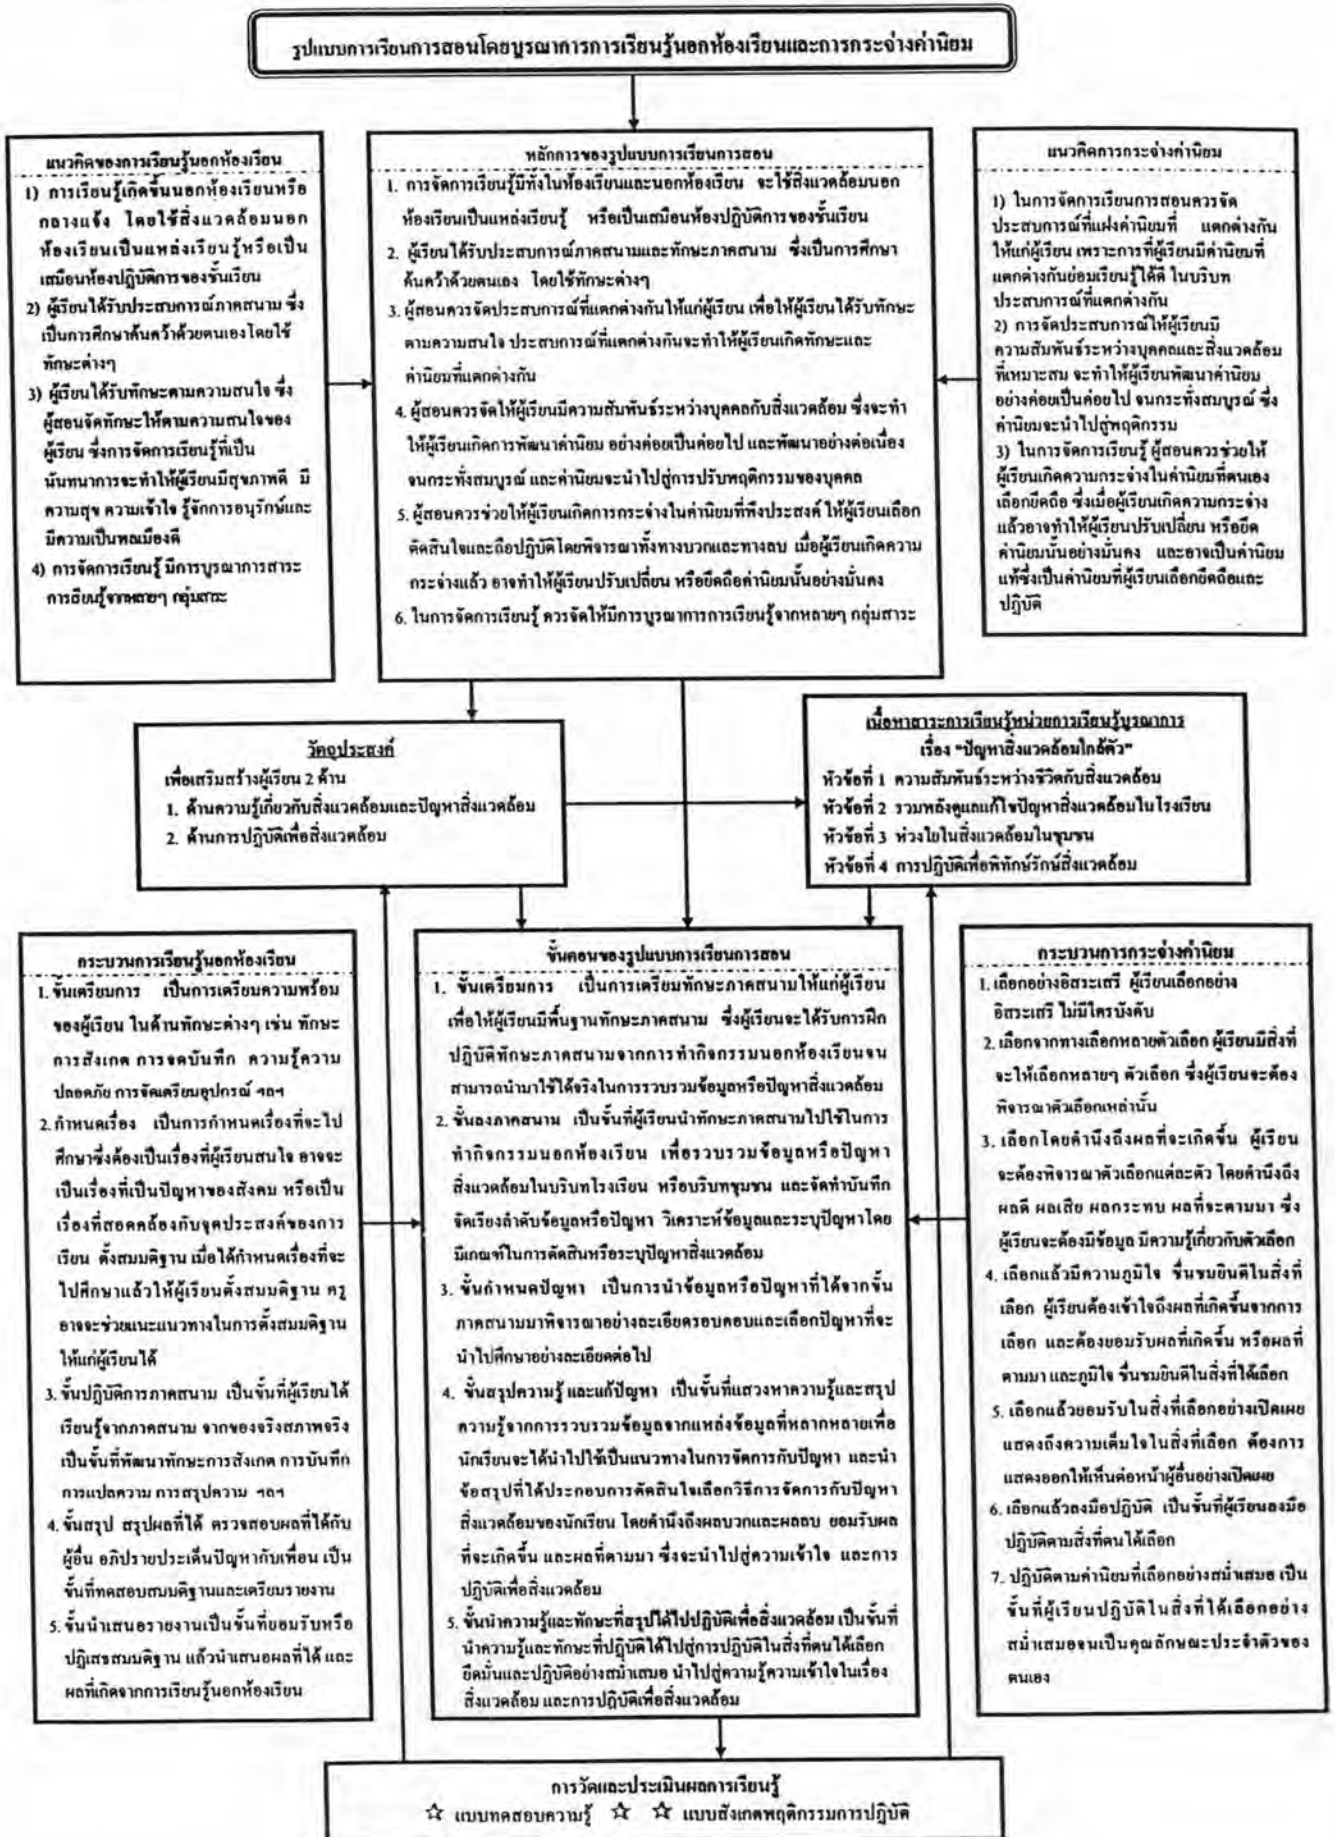 รูปแบบการเรียนการสอนโดยบูรณาการการเรียนรู้นอกห้องเรียนและการกระจ่างค่านิยม
แนวคิดของการเรียนรู้นอกห้องเรียน
1) การเรียนรู้เกิดขึ้นนอกห้องเรียนหรือ
กลางแจ้ง โดยใช้สิ่งแวดล้อมนอก
ห้องเรียนเป็นแหล่งเรียนรู้หรือเป็น
เสมือนห้องปฏิบัติการของชั้นเรียน
2) ผู้เรียนได้รับประสบการณ์ภาคสนาม ซึ่ง
เป็นการศึกษาค้นคว้าด้วยตนเองโดยใช้
ทักษะต่างๆ
3) ผู้เรียนได้รับทักษะตามความสนใจ ซึ่ง
ผู้สอนจัดทักษะให้ตามความสนใจของ
ผู้เรียน ซึ่งการจัดการเรียนรู้ที่เป็น
นันทนาการจะทำให้ผู้เรียนมีสุขภาพดี มี
ความสุข ความเข้าใจ รู้จักการอนุรักษ์และ
มีความเป็นพลเมืองดี
4) การจัดการเรียนรู้ มีการบูรณาการสาระ
การเรียนรู้จากหลายๆ กลุ่มสาระ
หลักการของรูปแบบการเรียนการสอน
1. การจัดการเรียนรู้มีทั้งในห้องเรียนและนอกห้องเรียน จะใช้สิ่งแวดล้อมนอก
ห้องเรียนเป็นแหล่งเรียนรู้ หรือเป็นเสมือนห้องปฏิบัติการของชั้นเรียน
2. ผู้เรียนได้รับประสบการณ์ภาคสนามและทักษะภาคสนาม ซึ่งเป็นการศึกษา
ค้นคว้าด้วยตนเอง โดยใช้ทักษะต่างๆ
3. ผู้สอนควรจัดประสบการณ์ที่แตกต่างกันให้แก่ผู้เรียน เพื่อให้ผู้เรียนได้รับทักษะ
ตามความสนใจ ประสบการณ์ที่แตกต่างกันจะทำให้ผู้เรียนเกิดทักษะและ
ค่านิยมที่แตกต่างกัน
4. ผู้สอนควรจัดให้ผู้เรียนมีความสัมพันธ์ระหว่างบุคคลกับสิ่งแวดล้อม ซึ่งจะทำ
ให้ผู้เรียนเกิดการพัฒนาค่านิยม อย่างค่อยเป็นค่อยไป และพัฒนาอย่างต่อเนื่อง
จนกระทั่งสมบูรณ์ และค่านิยมจะนำไปสู่การปรับพฤติกรรมของบุคคล
5. ผู้สอนควรช่วยให้ผู้เรียนเกิดการกระจ่างในค่านิยมที่พึงประสงค์ ให้ผู้เรียนเลือก
ตัดสินใจและถือปฏิบัติโดยพิจารณาทั้งทางบวกและทางลบ เมื่อผู้เรียนเกิดความ
กระจ่างแล้ว อาจทำให้ผู้เรียนปรับเปลี่ยน หรือยึดถือค่านิยมนั้นอย่างมั่นคง
6. ในการจัดการเรียนรู้ ควรจัดให้มีการบูรณาการการเรียนรู้จากหลายๆ กลุ่มสาระ
แนวคิดการกระจ่างค่านิยม
1) ในการจัดการเรียนการสอนควรจัด
ประสบการณ์ที่แฝงค่านิยมที่ แตกต่างกัน
ให้แก่ผู้เรียน เพราะการที่ผู้เรียนมีค่านิยมที่
แตกต่างกันย่อมเรียนรู้ได้ดี ในบริบท
ประสบการณ์ที่แตกต่างกัน
2) การจัดประสบการณ์ให้ผู้เรียนมี
ความสัมพันธ์ระหว่างบุคคลและสิ่งแวดล้อม
ที่เหมาะสม จะทำให้ผู้เรียนพัฒนาค่านิยม
อย่างค่อยเป็นค่อยไป จนกระทั่งสมบูรณ์ ซึ่ง
ค่านิยมจะนำไปสู่พฤติกรรม
3) ในการจัดการเรียนรู้ ผู้สอนควรช่วยให้
ผู้เรียนเกิดความกระจ่างในค่านิยมที่ตนเอง
เลือกยึดถือ ซึ่งเมื่อผู้เรียนเกิดความกระจ่าง
แล้วอาจทำให้ผู้เรียนปรับเปลี่ยน หรือยึด
ค่านิยมนั้นอย่างมั่นคง และอาจเป็นค่านิยม
แท้ซึ่งเป็นค่านิยมที่ผู้เรียนเลือกยึดถือและ
ปฏิบัติ
วัตถุประสงค์
เพื่อเสริมสร้างผู้เรียน 2 ด้าน
1. ด้านความรู้เกี่ยวกับสิ่งแวดล้อมและปัญหาสิ่งแวดล้อม
2. ด้านการปฏิบัติเพื่อสิ่งแวดล้อม
เนื้อหาสาระการเรียนรู้หน่วยการเรียนรู้บูรณาการ
เรื่อง "ปัญหาสิ่งแวดล้อมใกล้ตัว"
หัวข้อที่ 1 ความสัมพันธ์ระหว่างชีวิตกับสิ่งแวดล้อม
หัวข้อที่ 2 รวมพลังดูแลแก้ไขปัญหาสิ่งแวดล้อมในโรงเรียน
หัวข้อที่ 3 ห่วงใยในสิ่งแวดล้อมในชุมชน
หัวข้อที่ 4 การปฏิบัติเพื่อพิทักษ์รักษ์สิ่งแวดล้อม
กระบวนการเรียนรู้นอกห้องเรียน
1. ขั้นเตรียมการ เป็นการเตรียมความพร้อม
ของผู้เรียน ในด้านทักษะต่างๆ เช่น ทักษะ
การสังเกต การจดบันทึก ความรู้ความ
ปลอดภัย การจัดเตรียมอุปกรณ์ ฯลฯ
2. กำหนดเรื่อง เป็นการกำหนดเรื่องที่จะไป
ศึกษาซึ่งต้องเป็นเรื่องที่ผู้เรียนสนใจ อาจจะ
เป็นเรื่องที่เป็นปัญหาของสังคม หรือเป็น
เรื่องที่สอดคล้องกับจุดประสงค์ของการ
เรียน ตั้งสมมติฐาน เมื่อได้กำหนดเรื่องที่จะ
ไปศึกษาแล้วให้ผู้เรียนตั้งสมมติฐาน ครู
อาจจะช่วยแนะแนวทางในการตั้งสมมติฐาน
ให้แก่ผู้เรียนได้
3. ขั้นปฏิบัติการภาคสนาม เป็นขั้นที่ผู้เรียนได้
เรียนรู้จากภาคสนาม จากของจริงสภาพจริง
เป็นขั้นที่พัฒนาทักษะการสังเกต การบันทึก
การแปลความ การสรุปความ ฯลฯ
4. ขั้นสรุป สรุปผลที่ได้ ตรวจสอบผลที่ได้กับ
ผู้อื่น อภิปรายประเด็นปัญหากับเพื่อน เป็น
ขั้นที่ทดสอบสมมติฐานและเตรียมรายงาน
5. ขั้นนำเสนอรายงานเป็นขั้นที่ยอมรับหรือ
ปฏิเสธสมมติฐาน แล้วนำเสนอผลที่ได้ และ
ผลที่เกิดจากการเรียนรู้นอกห้องเรียน
ขั้นตอนของรูปแบบการเรียนการสอน
1. ขั้นเตรียมการ เป็นการเตรียมทักษะภาคสนามให้แก่ผู้เรียน
เพื่อให้ผู้เรียนมีพื้นฐานทักษะภาคสนาม ซึ่งผู้เรียนจะได้รับการฝึก
ปฏิบัติทักษะภาคสนามจากการทำกิจกรรมนอกห้องเรียนจน
สามารถนำมาใช้ได้จริงในการรวบรวมข้อมูลหรือปัญหาสิ่งแวดล้อม
2. ขั้นลงภาคสนาม เป็นขั้นที่ผู้เรียนนำทักษะภาคสนามไปใช้ในการ
ทำกิจกรรมนอกห้องเรียน เพื่อรวบรวมข้อมูลหรือปัญหา
สิ่งแวดล้อมในบริบทโรงเรียน หรือบริบทชุมชน และจัดทำบันทึก
จัดเรียงลำดับข้อมูลหรือปัญหา วิเคราะห์ข้อมูลและระบุปัญหาโดย
มีเกณฑ์ในการตัดสินหรือระบุปัญหาสิ่งแวดล้อม
3. ขั้นกำหนดปัญหา เป็นการนำข้อมูลหรือปัญหาที่ได้จากขั้น
ภาคสนามมาพิจารณาอย่างละเอียดรอบคอบและเลือกปัญหาที่จะ
นำไปศึกษาอย่างละเอียดต่อไป
4. ขั้นสรุปความรู้ และแก้ปัญหา เป็นขั้นที่แสวงหาความรู้และสรุป
ความรู้จากการรวบรวมข้อมูลจากแหล่งข้อมูลที่หลากหลายเพื่อ
นักเรียนจะได้นำไปใช้เป็นแนวทางในการจัดการกับปัญหา และนำ
ข้อสรุปที่ได้ประกอบการตัดสินใจเลือกวิธีการจัดการกับปัญหา
สิ่งแวดล้อมของนักเรียน โดยคำนึงถึงผลบวกและผลลบ ยอมรับผล
ที่จะเกิดขึ้น และผลที่ตามมา ซึ่งจะนำไปสู่ความเข้าใจ และการ
ปฏิบัติเพื่อสิ่งแวดล้อม
5. ขั้นนำความรู้และทักษะที่สรุปได้ไปปฏิบัติเพื่อสิ่งแวดล้อม เป็นขั้นที่
นำความรู้และทักษะที่ปฏิบัติได้ไปสู่การปฏิบัติในสิ่งที่ตนได้เลือก
ยึดมั่นและปฏิบัติอย่างสม่ำเสมอ นำไปสู่ความรู้ความเข้าใจในเรื่อง
สิ่งแวดล้อม และการปฏิบัติเพื่อสิ่งแวดล้อม
กระบวนการกระจ่างค่านิยม
1. เลือกอย่างอิสระเสรี ผู้เรียนเลือกอย่าง
อิสระเสรี ไม่มีใครบังคับ
2. เลือกจากทางเลือกหลายตัวเลือก ผู้เรียนมีสิ่งที่
จะให้เลือกหลายๆ ตัวเลือก ซึ่งผู้เรียนจะต้อง
พิจารณาตัวเลือกเหล่านั้น
3. เลือกโดยคำนึงถึงผลที่จะเกิดขึ้น ผู้เรียน
จะต้องพิจารณาตัวเลือกแต่ละตัว โดยคำนึงถึง
ผลดี ผลเสีย ผลกระทบ ผลที่จะตามมา ซึ่ง
ผู้เรียนจะต้องมีข้อมูล มีความรู้เกี่ยวกับตัวเลือก
4. เลือกแล้วมีความภูมิใจ ชื่นชมยินดีในสิ่งที่
เลือก ผู้เรียนต้องเข้าใจถึงผลที่เกิดขึ้นจากการ
เลือก และต้องยอมรับผลที่เกิดขึ้น หรือผลที่
ตามมา และภูมิใจ ชื่นชมยินดีในสิ่งที่ได้เลือก
5. เลือกแล้วยอมรับในสิ่งที่เลือกอย่างเปิดเผย
แสดงถึงความเต็มใจในสิ่งที่เลือก ต้องการ
แสดงออกให้เห็นต่อหน้าผู้อื่นอย่างเปิดเผย
6. เลือกแล้วลงมือปฏิบัติ เป็นขั้นที่ผู้เรียนลงมือ
ปฏิบัติตามสิ่งที่ตนได้เลือก
7. ปฏิบัติตามค่านิยมที่เลือกอย่างสม่ำเสมอ เป็น
ขั้นที่ผู้เรียนปฏิบัติในสิ่งที่ได้เลือกอย่าง
สม่ำเสมอจนเป็นคุณลักษณะประจำตัวของ
ตนเอง
การวัดและประเมินผลการเรียนรู้
☆ แบบทดสอบความรู้ ☆ ☆ แบบสังเกตพฤติกรรมการปฏิบัติ